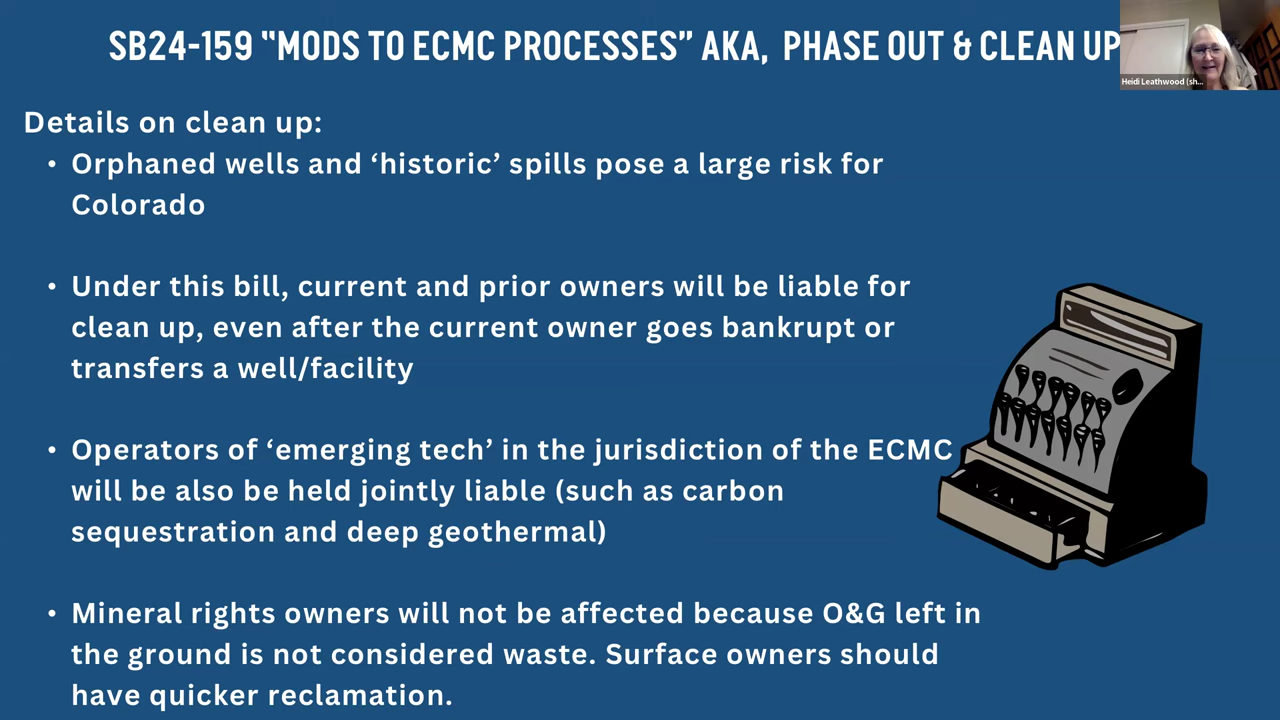 SB24-159 "MODS TO ECMC PROCESSES" AKA, PHASE OUT & CLEAN UP
Heidi Leathwood (sh...
Details on clean up:
• Orphaned wells and ‘historic’ spills pose a large risk for
Colorado
• Under this bill, current and prior owners will be liable for
clean up, even after the current owner goes bankrupt or
transfers a well/facility
• Operators of ‘emerging tech’ in the jurisdiction of the ECMC
will be also be held jointly liable (such as carbon
sequestration and deep geothermal)
• Mineral rights owners will not be affected because O&G left in
the ground is not considered waste. Surface owners should
have quicker reclamation.